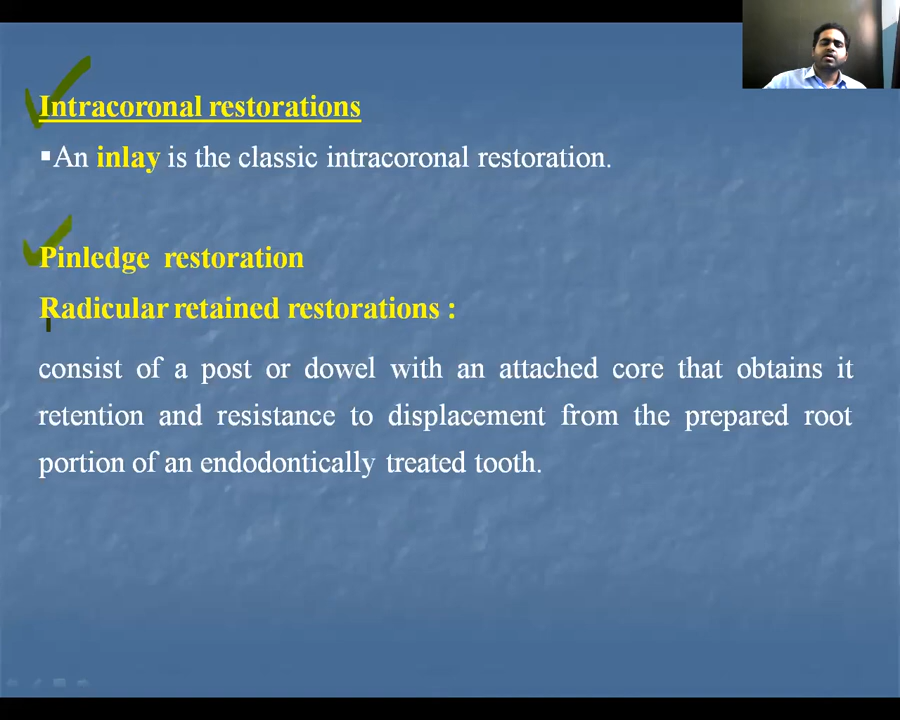 Intracoronal restorations
▪An inlay is the classic intracoronal restoration.
Pinledge restoration
Radicular retained restorations :
consist of a post or dowel with an attached core that obtains it
retention and resistance to displacement from the prepared root
portion of an endodontically treated tooth.